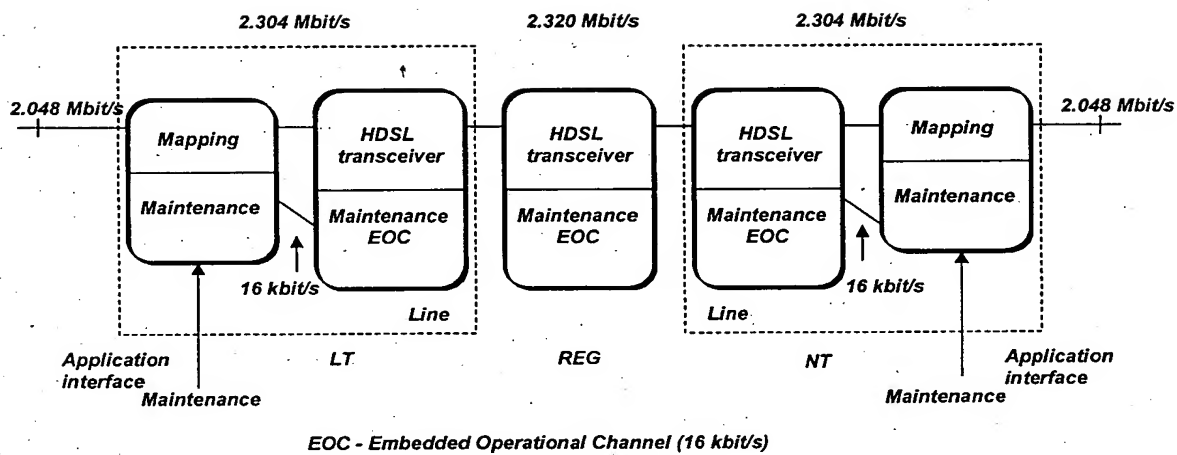 2.304 Mbit/s
2.320 Mbit/s
2.304 Mbit/s
2.048 Mbit/s
2.048 Mbit/s
Mapping
Maintenance
HDSL
transceiver
Maintenance
EOC
HDSL
transceiver
Maintenance
EOC
HDSL
transceiver
Maintenance
EOC
Mapping
Maintenance
16 kbit/s
16 kbit/s
Line
Line
Application
interface
Maintenance
LT
REG
NT
Application
interface
Maintenance
EOC - Embedded Operational Channel (16 kbit/s)